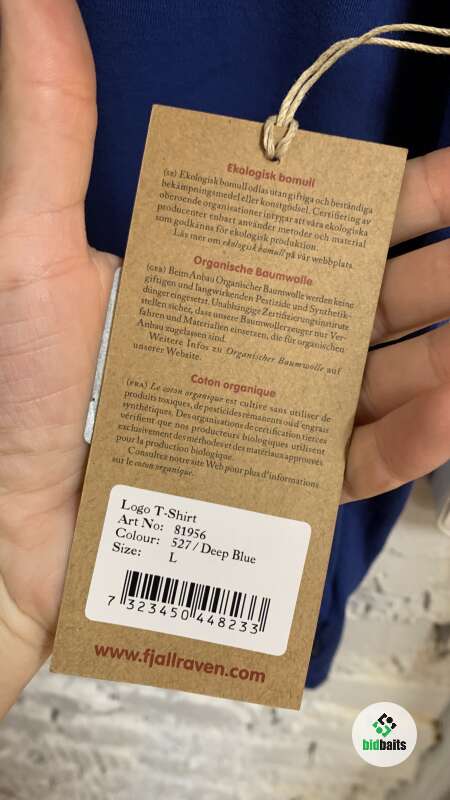 Ekologisk bomull
(SE) Ekologisk bomull odlas utan giftiga och beständiga
bekämpningsmedel eller konstgödsel. Certifiering av
oberoende organisationer intygar att våra ekologiska
producenter enbart använder metoder och material
som godkänna för ekologisk produktion.
Läs mer om ekologisk bomull på vår webbplats.
Organische Baumwolle
(GER) Beim Anbau Organischer Baumwolle werden keine
giftigen und langwirkenden Pestizide und Synthetik-
dünger eingesetzt. Unabhängige Zertifizierungsinstitute
stellen sicher, dass unsere Baumwollerzeuger nur Ver-
fahren und Materialien einsetzen, die für organischen
Anbau zugelassen sind.
Weitere Infos zu Organischer Baumwolle auf
unserer Website.
Coton organique
(FRA) Le coton organique est cultivé sans utiliser de
produits toxiques, de pesticides rémanents ou d'engrais
synthétiques. Des organisations de certification tierces
vérifient que nos producteurs biologiques utilisent
exclusivement des méthodes et des matériaux approuvés
pour la production biologique.
Consultez notre site Web pour plus d'informations
sur le coton organique.
Logo T-Shirt
Art No: 81956
Colour: 527 / Deep Blue
Size: L
7 323450 448233
www.fjallraven.com
bidbaits